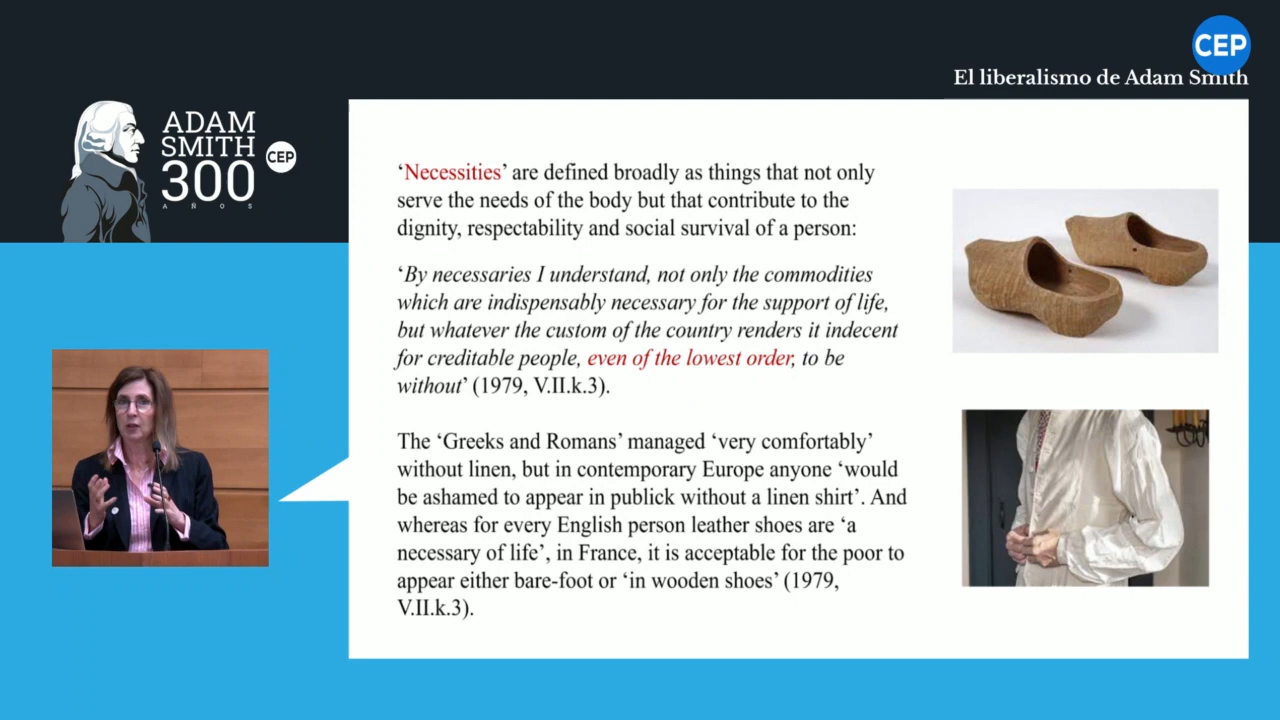 CEP
El liberalismo de Adam Smith
ADAM
SMITH
300
AÑOS
CEP
‘Necessities’ are defined broadly as things that not only
serve the needs of the body but that contribute to the
dignity, respectability and social survival of a person:
‘By necessaries I understand, not only the commodities
which are indispensably necessary for the support of life,
but whatever the custom of the country renders it indecent
for creditable people, even of the lowest order, to be
without’ (1979, V.II.k.3).
The ‘Greeks and Romans’ managed ‘very comfortably’
without linen, but in contemporary Europe anyone ‘would
be ashamed to appear in publick without a linen shirt’. And
whereas for every English person leather shoes are ‘a
necessary of life’, in France, it is acceptable for the poor to
appear either bare-foot or ‘in wooden shoes’ (1979,
V.II.k.3).